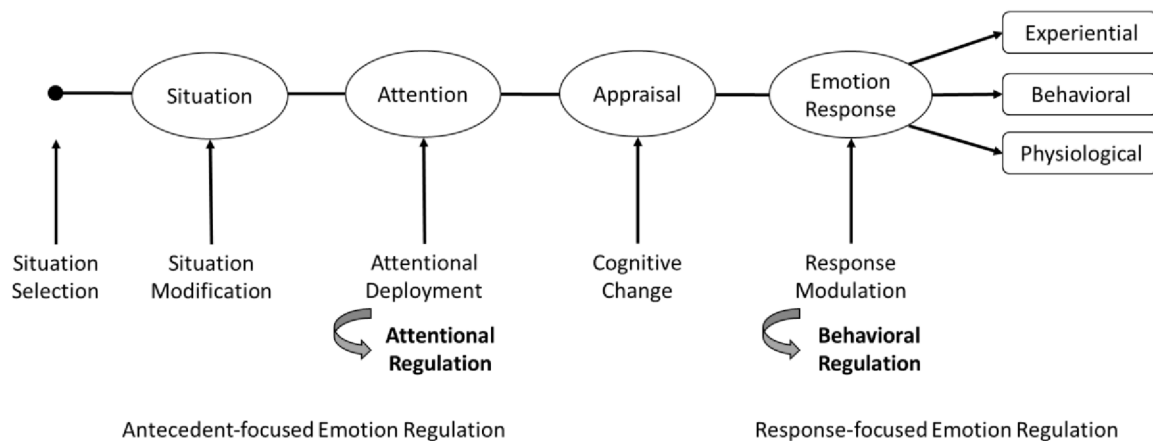 Experiential
Situation
Attention
Appraisal
Emotion
Response
Behavioral
Physiological
Situation
Selection
Situation
Modification
Attentional
Deployment
Cognitive
Change
Response
Modulation
Attentional
Regulation
Behavioral
Regulation
Antecedent-focused Emotion Regulation
Response-focused Emotion Regulation